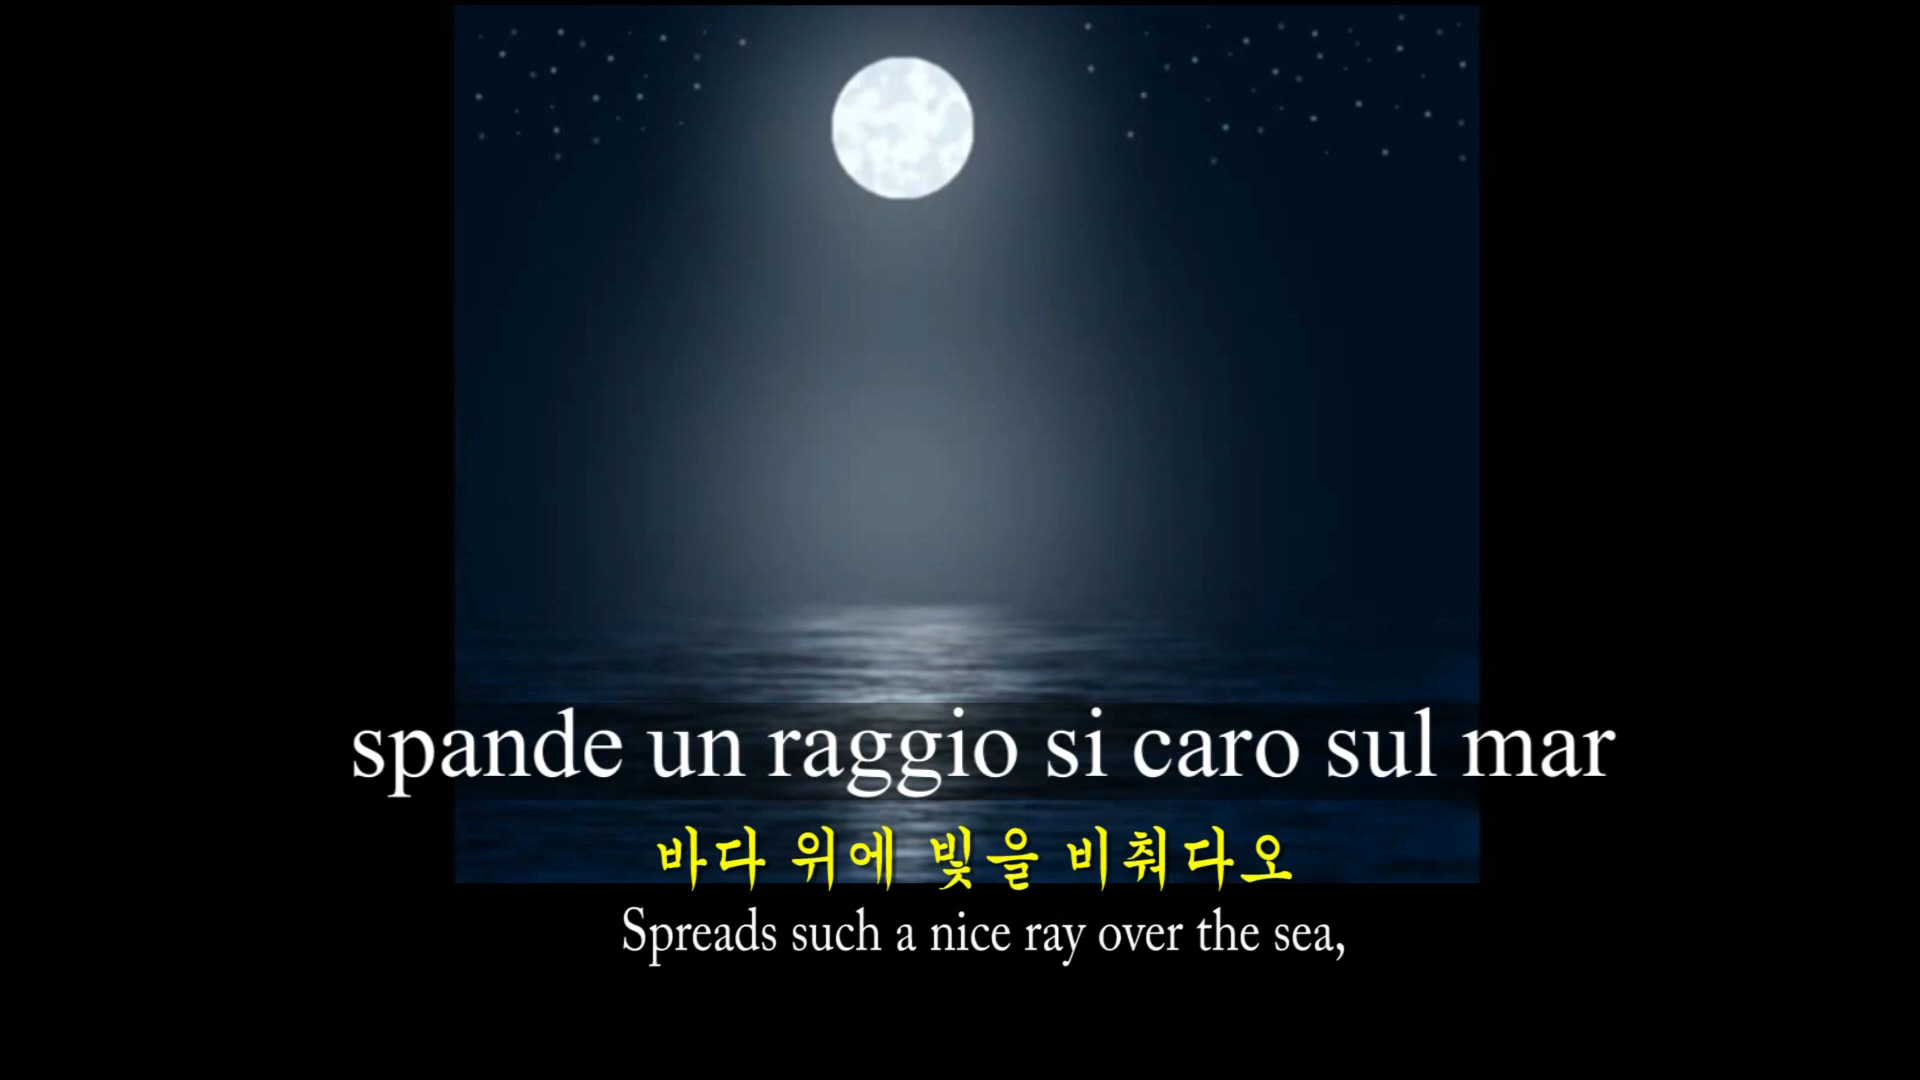 spande un raggio si caro sul mar
바다 위에 빛을 비춰다오
Spreads such a nice ray over the sea,